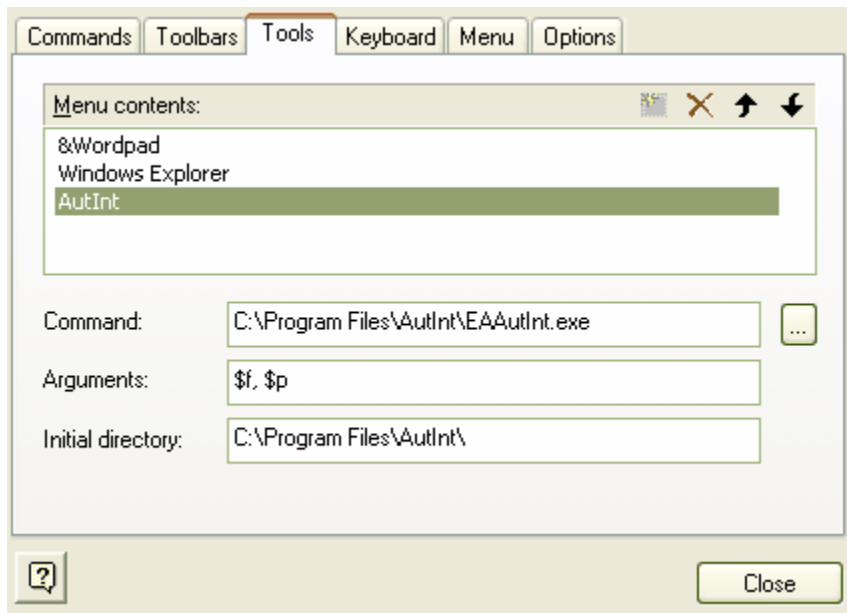 Commands Toolbars Tools Keyboard Menu Options
Menu contents:
&Wordpad
Windows Explorer
AutInt
Command: C:\Program Files\AutInt\EAAutInt.exe ...
Arguments: $f, $p
Initial directory: C:\Program Files\AutInt\
? Close